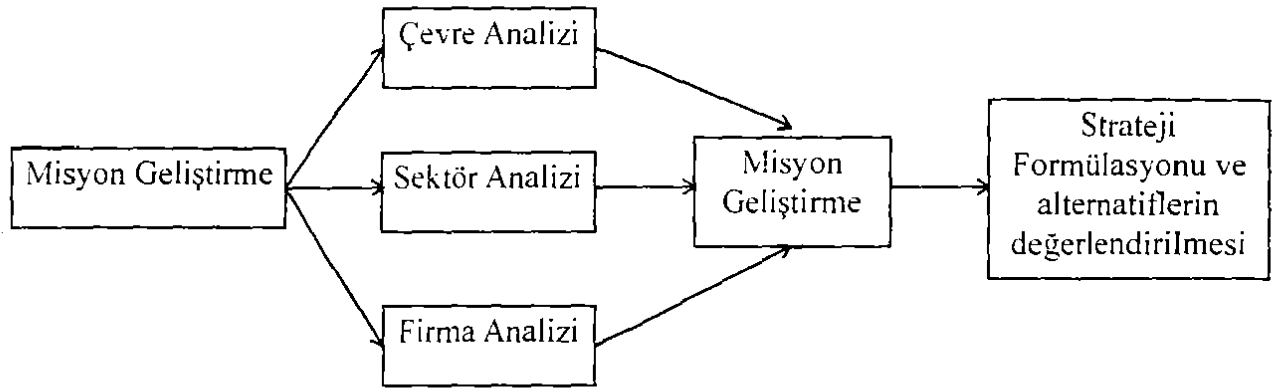 Misyon Geliştirme
Çevre Analizi
Sektör Analizi
Firma Analizi
Misyon
Geliştirme
Strateji
Formülasyonu ve
alternatiflerin
değerlendirilmesi